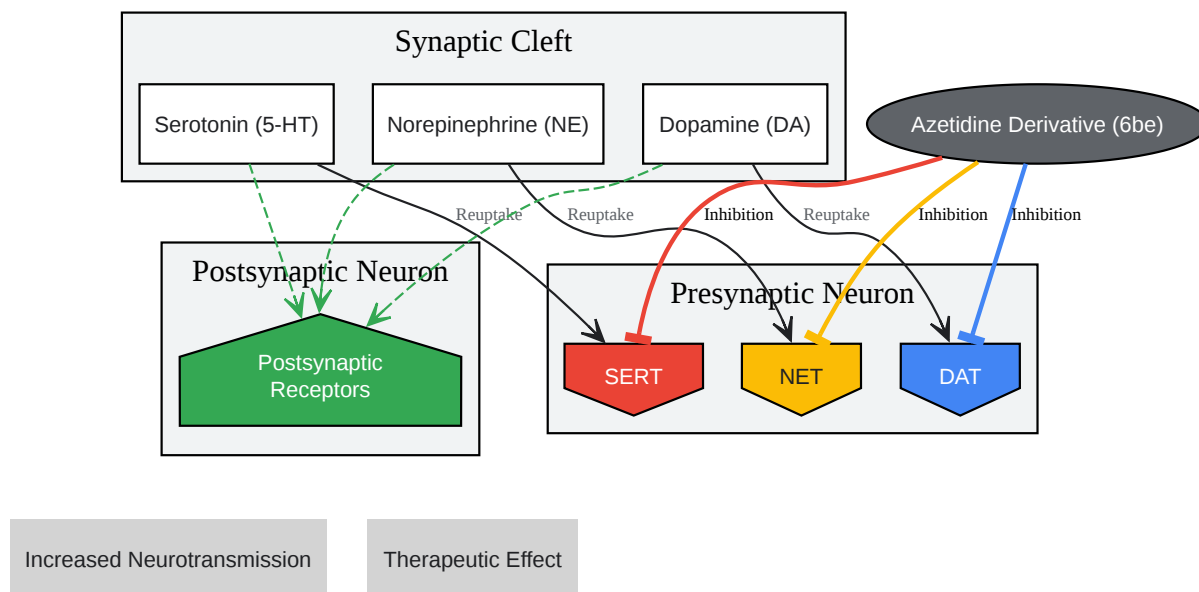 Synaptic Cleft
Serotonin (5-HT)
Norepinephrine (NE)
Dopamine (DA)
Azetidine Derivative (6be)
Reuptake
Reuptake
Inhibition
Reuptake
Inhibition
Inhibition
Postsynaptic Neuron
Presynaptic Neuron
Postsynaptic
Receptors
SERT
NET
DAT
Increased Neurotransmission
Therapeutic Effect